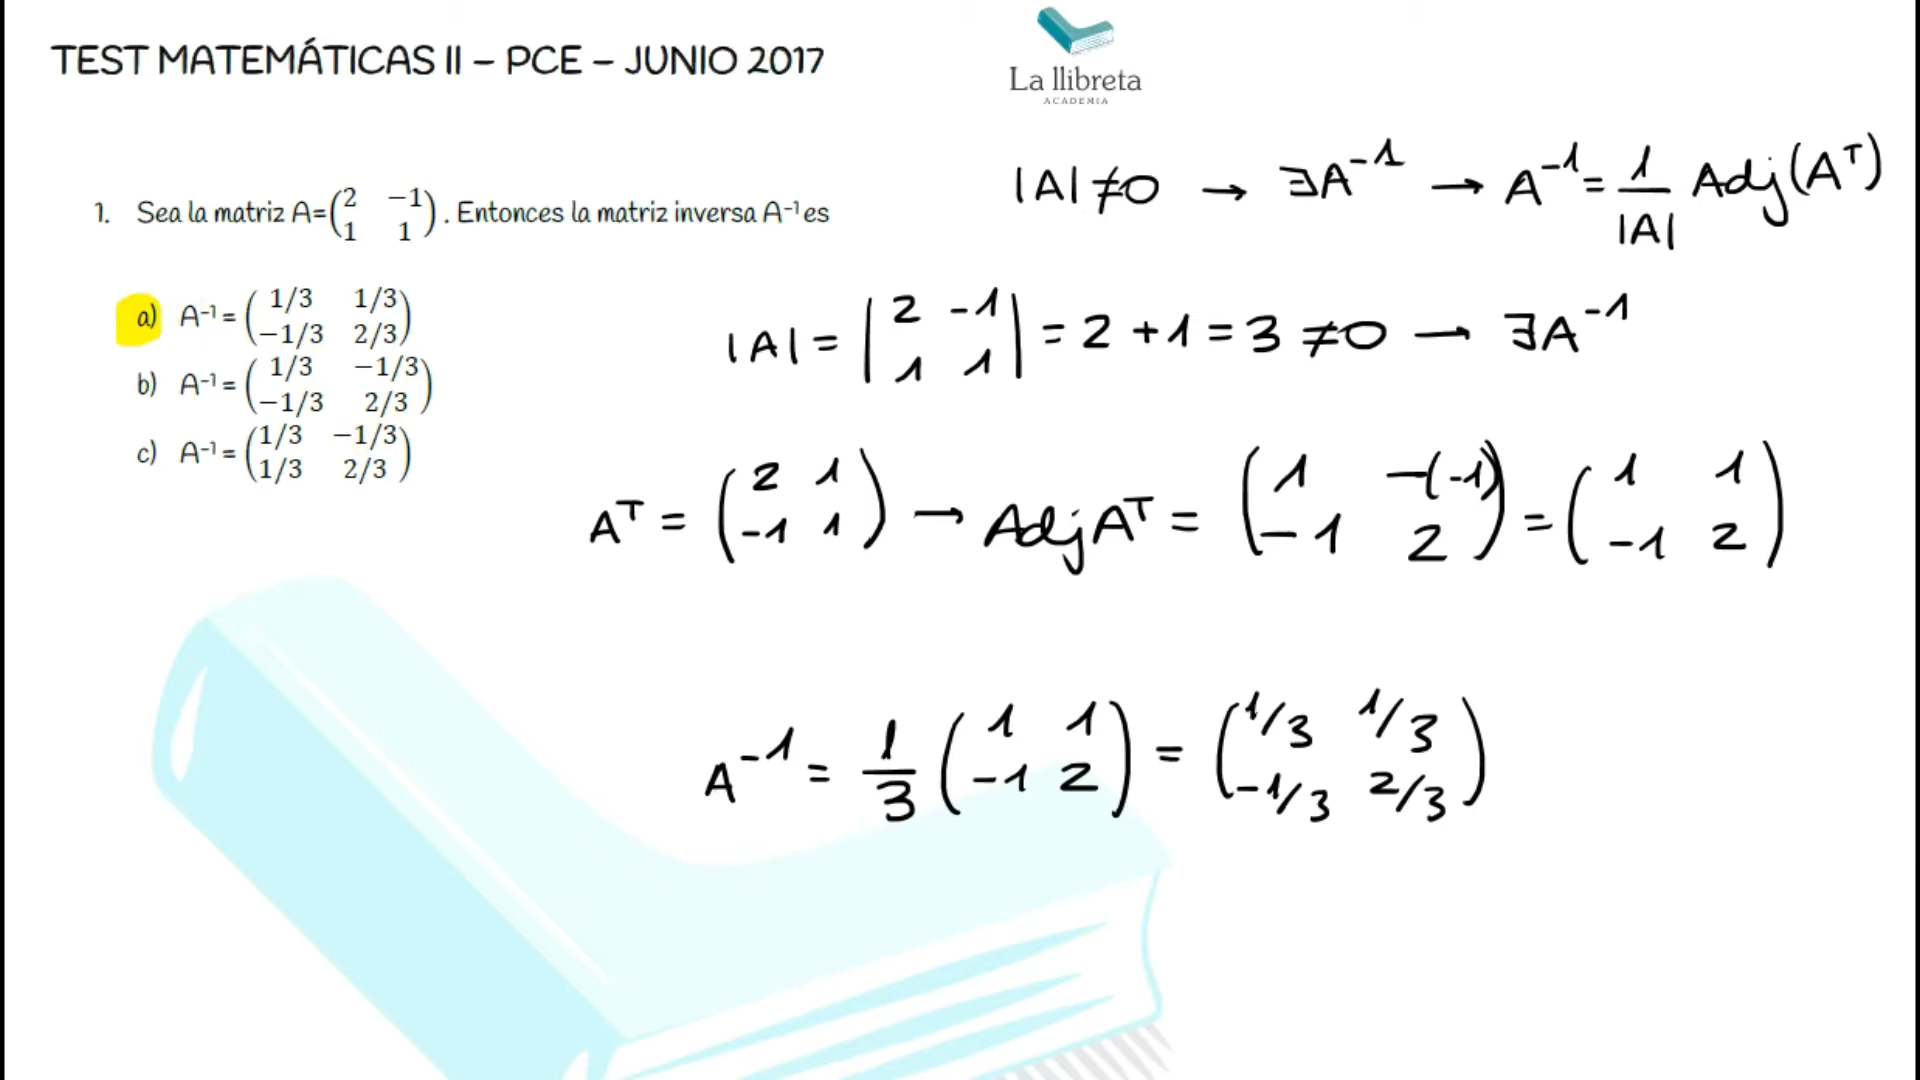 TEST MATEMÁTICAS II – PCE – JUNIO 2017
La llibreta
ACADEMIA
|A| ≠ 0 → ∃A⁻¹ → A⁻¹ = 1/|A| Adj(Aᵀ)
1. Sea la matriz A=(2 −1; 1 1) . Entonces la matriz inversa A⁻¹ es
a) A⁻¹ = (1/3 1/3; −1/3 2/3)
b) A⁻¹ = (1/3 −1/3; −1/3 2/3)
c) A⁻¹ = (1/3 −1/3; 1/3 2/3)
|A| = |2 -1; 1 1| = 2 + 1 = 3 ≠ 0 → ∃A⁻¹
Aᵀ = (2 1; -1 1) → Adj Aᵀ = (1 -(-1); -1 2) = (1 1; -1 2)
A⁻¹ = 1/3 (1 1; -1 2) = (1/3 1/3; -1/3 2/3)